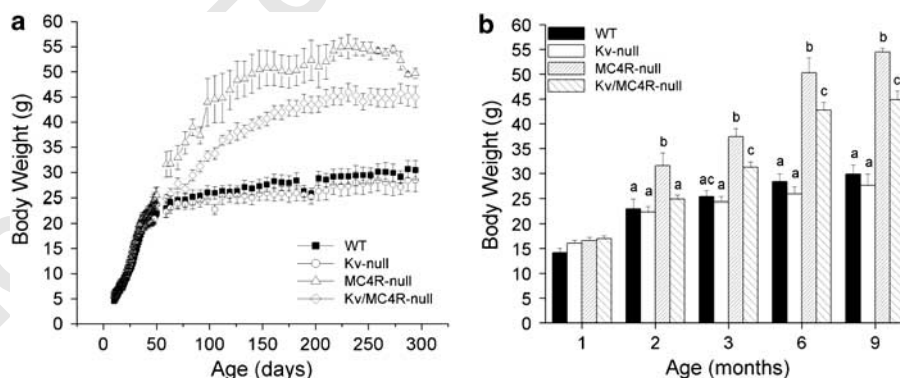 a
60
55
50
45
40
35
30
25
20
15
10
5
0
Body Weight (g)
WT
Kv-null
MC4R-null
Kv/MC4R-null
0 50 100 150 200 250 300
Age (days)
b
60
55
50
45
40
35
30
25
20
15
10
5
0
Body Weight (g)
WT
Kv-null
MC4R-null
Kv/MC4R-null
a a b a
ac a b c
a a b c
a a b c
1 2 3 6 9
Age (months)